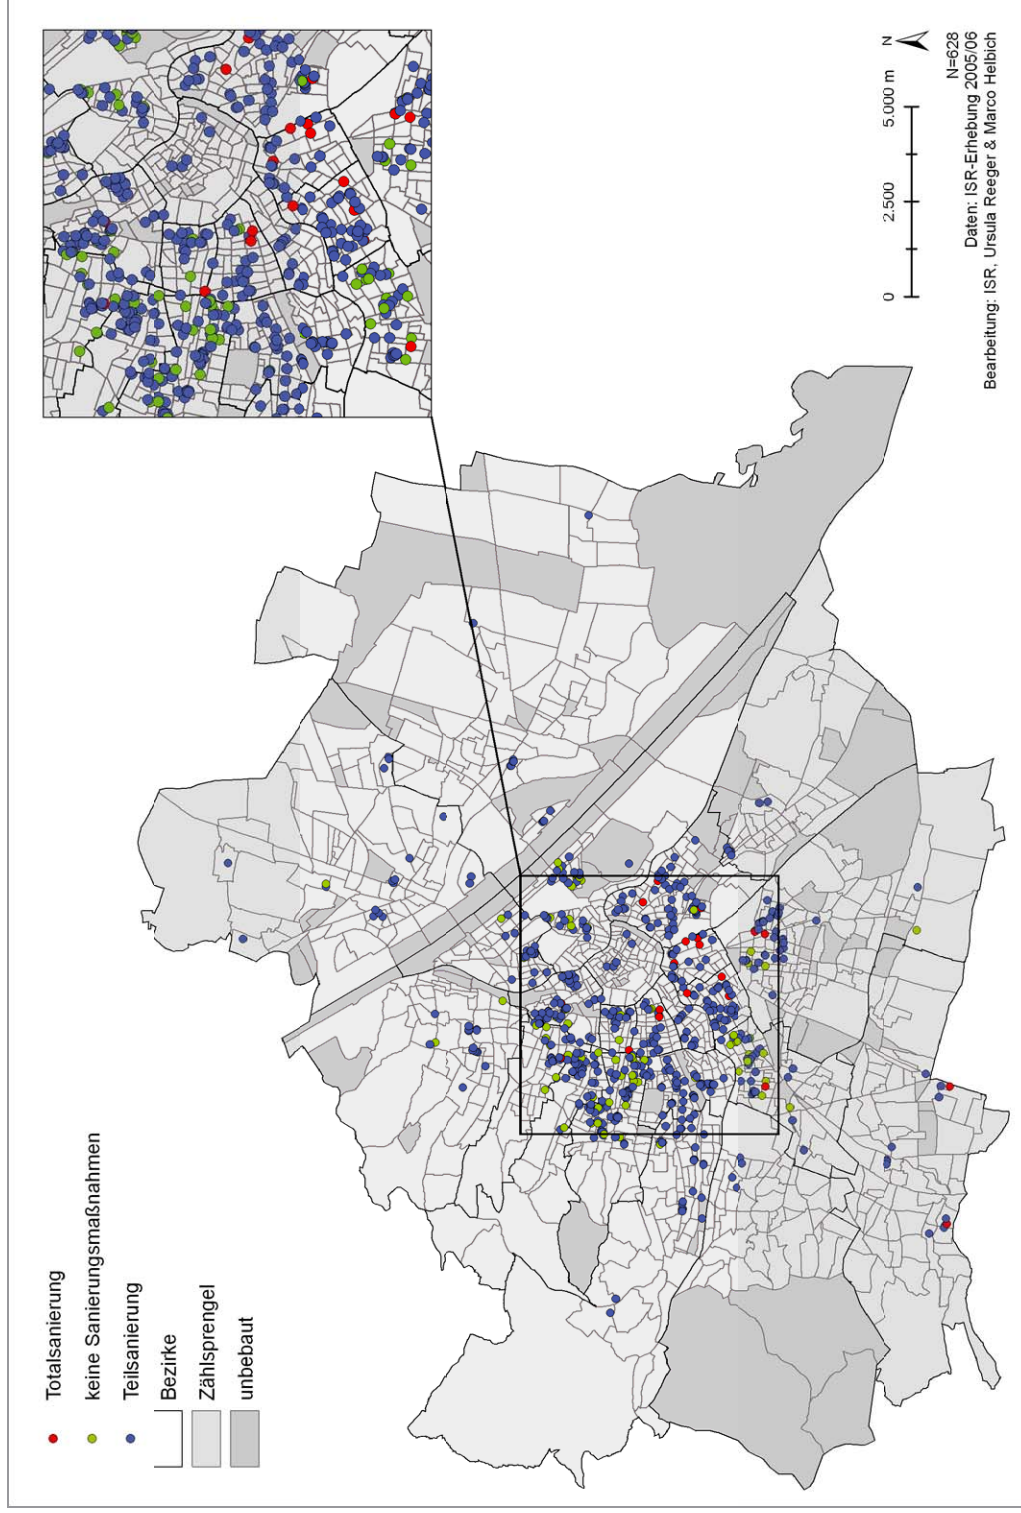 Totalsanierung
keine Sanierungsmaßnahmen
Teilsanierung
Bezirke
Zählsprengel
unbebaut
N
0 2.500 5.000 m
N=628
Daten: ISR-Erhebung 2005/06
Bearbeitung: ISR, Ursula Reeger & Marco Helbich